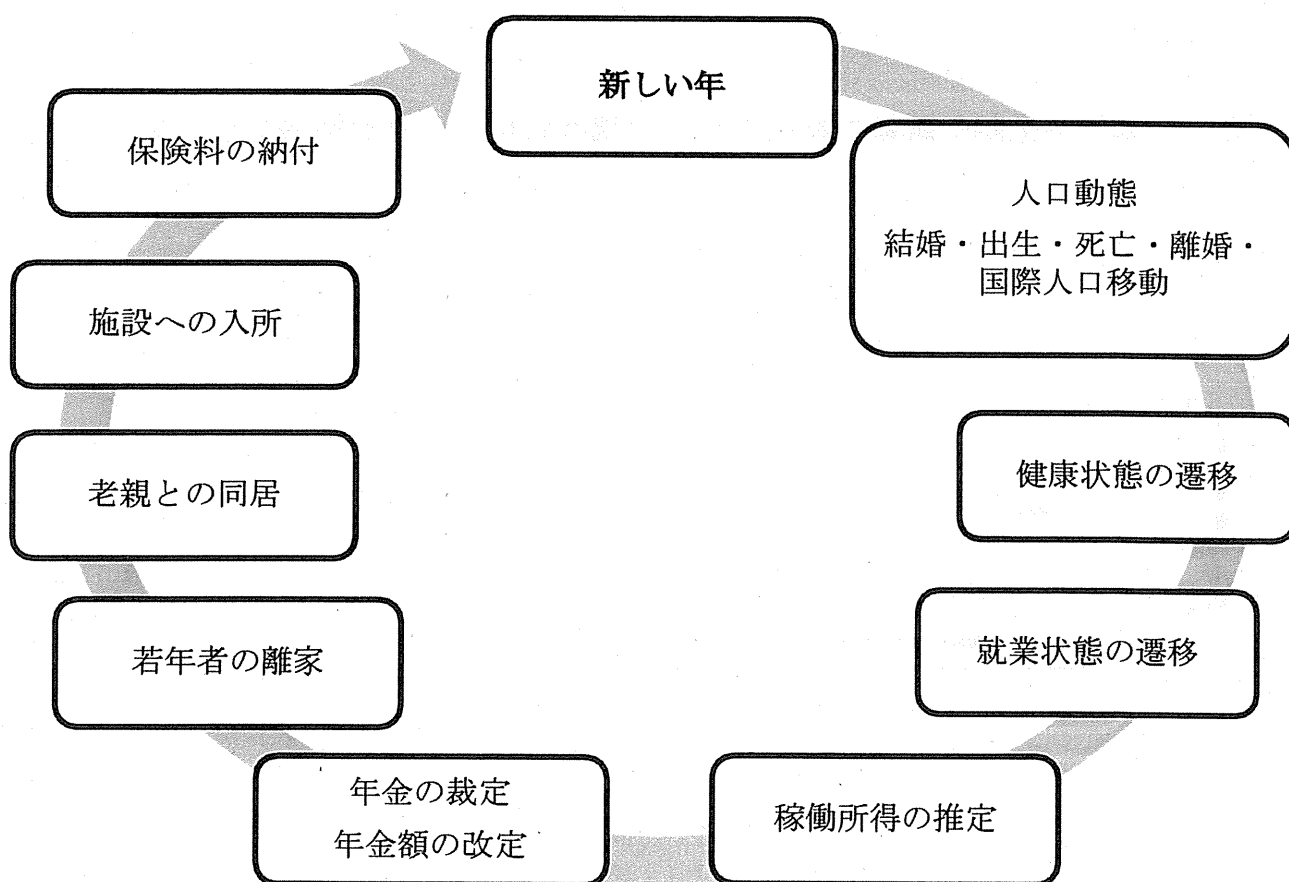 新しい年
人口動態
結婚・出生・死亡・離婚・
国際人口移動
健康状態の遷移
就業状態の遷移
稼働所得の推定
年金の裁定
年金額の改定
若年者の離家
老親との同居
施設への入所
保険料の納付